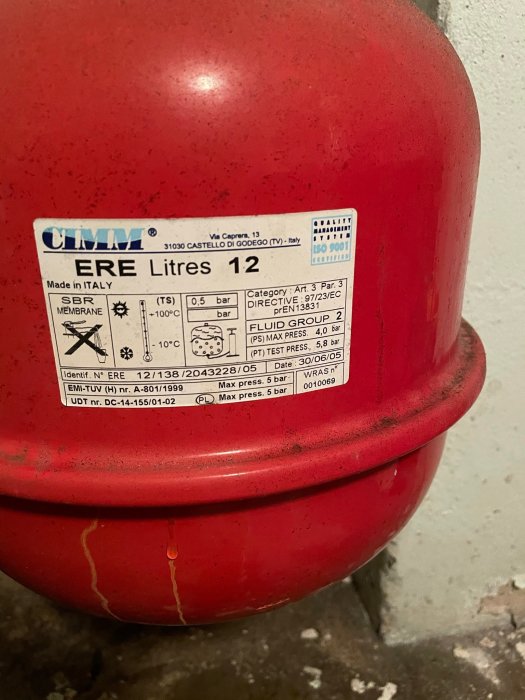 CIMM®
Via Caprera, 13
31030 CASTELLO DI GODEGO (TV) - Italy
QUALITY
MANAGEMENT
SYSTEM
ISO 9001
CERTIFIED
ERE Litres 12
Made in ITALY
SBR
MEMBRANE
(TS)
+100°C
- 10°C
0,5 bar
bar
Category : Art. 3 Par. 3
DIRECTIVE : 97/23/EC
prEN13831
FLUID GROUP 2
(PS) MAX PRESS. 4,0 bar
(PT) TEST PRESS. 5,8 bar
Identif. N° ERE 12/138/2043228/05
Date : 30/06/05
EMI-TUV (H) nr. A-801/1999 Max press. 5 bar
UDT nr. DC-14-155/01-02 PL Max press. 5 bar
WRAS n°
0010069